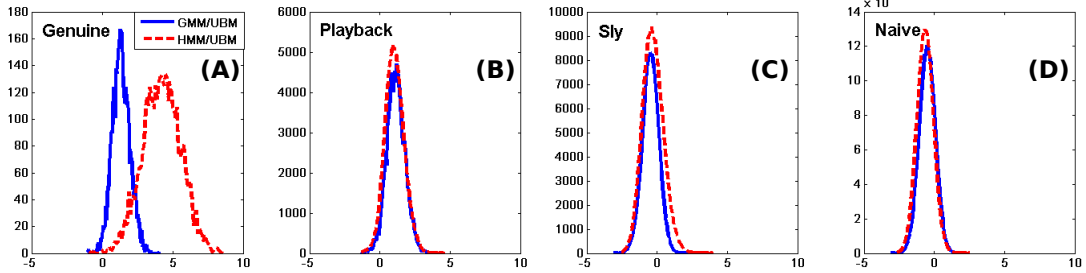 Genuine
GMM/UBM
HMM/UBM
(A)
180
160
140
120
100
80
60
40
20
0
-5 0 5 10
Playback
(B)
6000
5000
4000
3000
2000
1000
0
-5 0 5 10
Sly
(C)
10000
9000
8000
7000
6000
5000
4000
3000
2000
1000
0
-5 0 5 10
x 10
Naive
(D)
14
12
10
8
6
4
2
0
-5 0 5 10